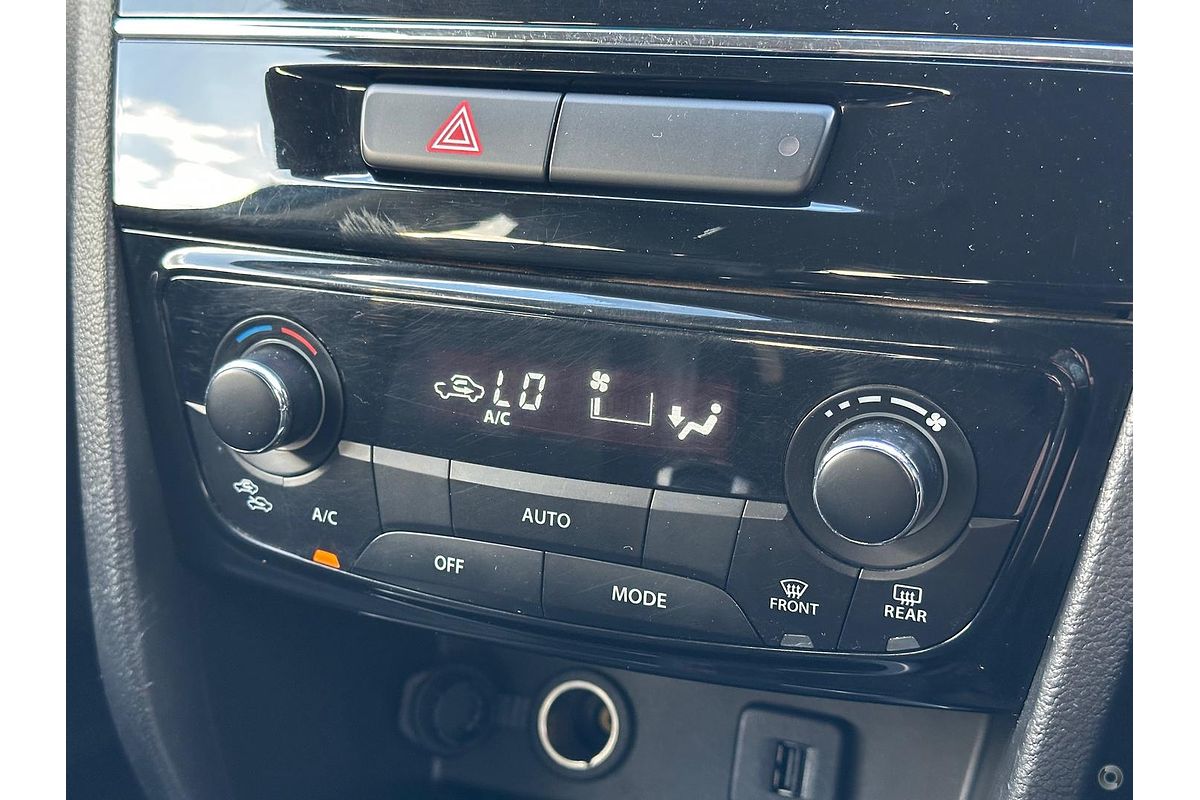 LO
A/C
A/C
AUTO
OFF
MODE
FRONT
REAR